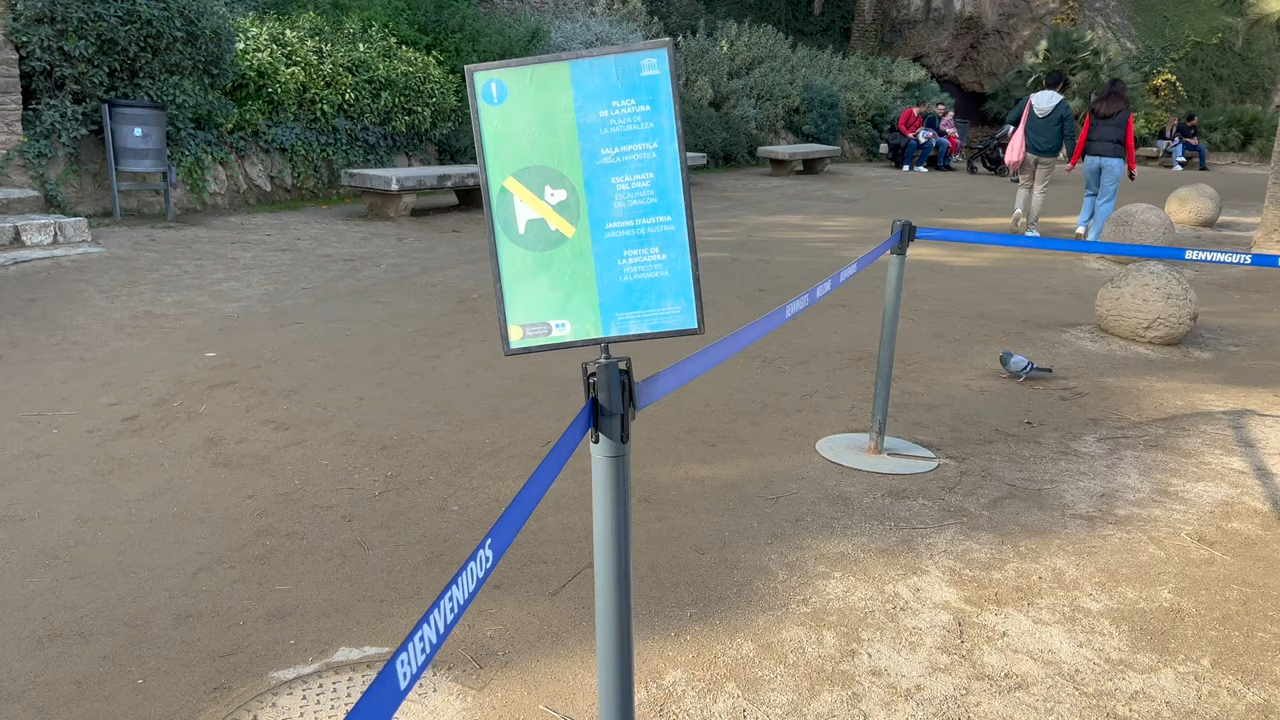 PLAÇA
DE LA NATURA
PLAZA DE
LA NATURALEZA
SALA HIPÒSTILA
SALA HIPÓSTILA
ESCALINATA
DEL DRAC
ESCALINATA
DEL DRAGÓN
JARDINS D'ÀUSTRIA
JARDINES DE AUSTRIA
PÒRTIC DE
LA BUGADERA
PÓRTICO DE
LA LAVANDERA
BENVINGUTS
WELCOME
BENVINGUTS
BIENVENIDOS